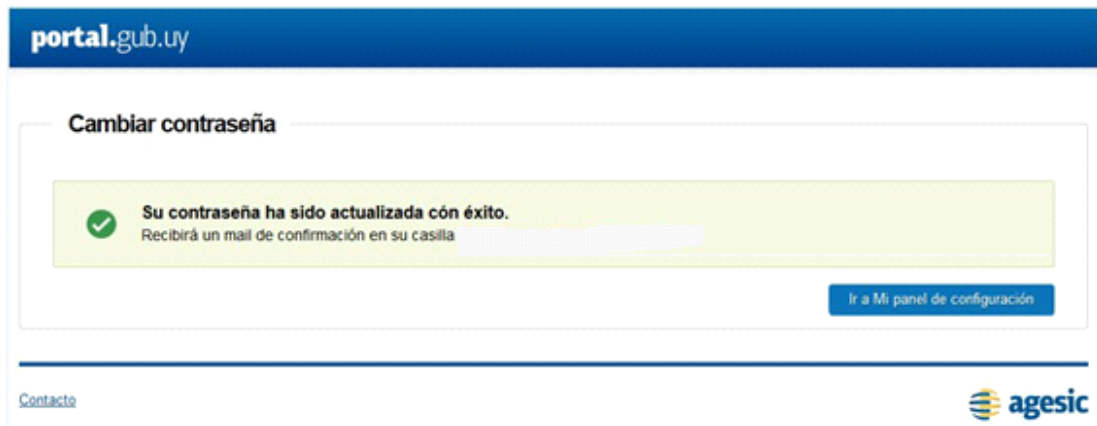 portal.gub.uy
Cambiar contraseña
Su contraseña ha sido actualizada cón éxito.
Recibirá un mail de confirmación en su casilla
Ir a Mi panel de configuración
Contacto
agesic